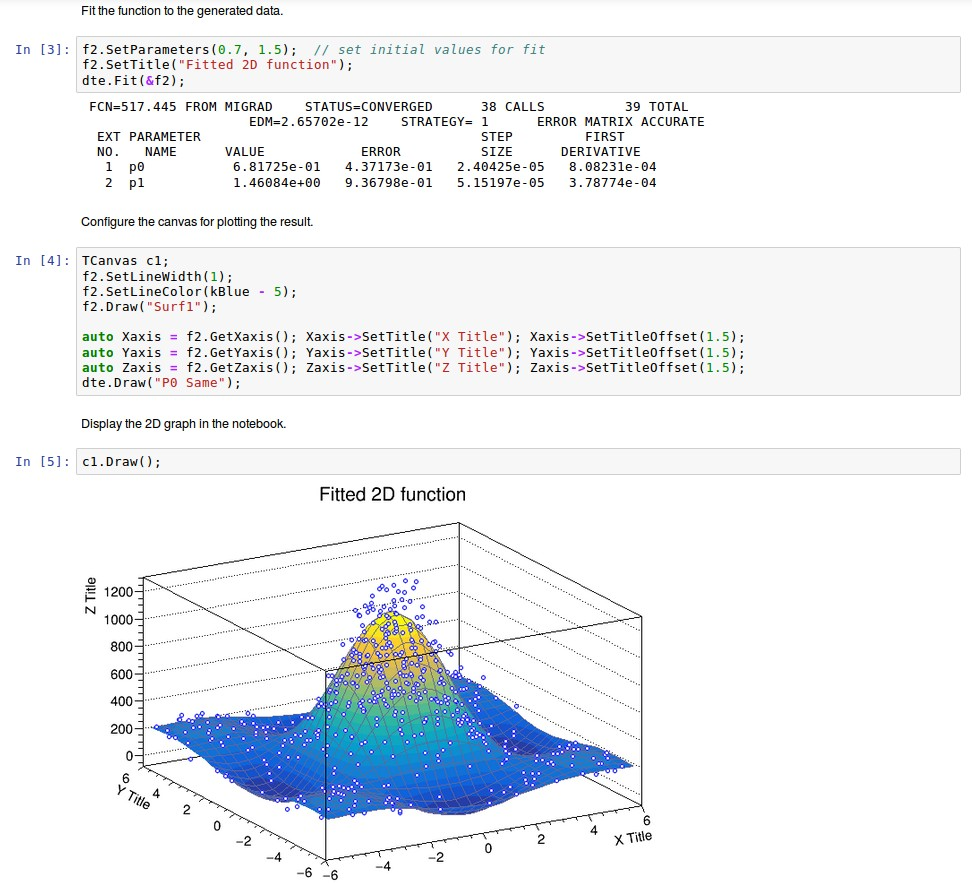 Fit the function to the generated data.
In [3]: f2.SetParameters(0.7, 1.5);  // set initial values for fit
f2.SetTitle("Fitted 2D function");
dte.Fit(&f2);
FCN=517.445 FROM MIGRAD    STATUS=CONVERGED      38 CALLS          39 TOTAL
EDM=2.65702e-12    STRATEGY= 1      ERROR MATRIX ACCURATE
EXT PARAMETER                                   STEP         FIRST
NO.   NAME      VALUE            ERROR          SIZE      DERIVATIVE
1  p0           6.81725e-01   4.37173e-01   2.40425e-05   8.08231e-04
2  p1           1.46084e+00   9.36798e-01   5.15197e-05   3.78774e-04
Configure the canvas for plotting the result.
In [4]: TCanvas c1;
f2.SetLineWidth(1);
f2.SetLineColor(kBlue - 5);
f2.Draw("Surf1");
auto Xaxis = f2.GetXaxis(); Xaxis->SetTitle("X Title"); Xaxis->SetTitleOffset(1.5);
auto Yaxis = f2.GetYaxis(); Yaxis->SetTitle("Y Title"); Yaxis->SetTitleOffset(1.5);
auto Zaxis = f2.GetZaxis(); Zaxis->SetTitle("Z Title"); Zaxis->SetTitleOffset(1.5);
dte.Draw("P0 Same");
Display the 2D graph in the notebook.
In [5]: c1.Draw();
Fitted 2D function
Z Title
1200
1000
800
600
400
200
0
6
4
2
0
−2
−4
−6
Y Title
−6
−4
−2
0
2
4
6
X Title